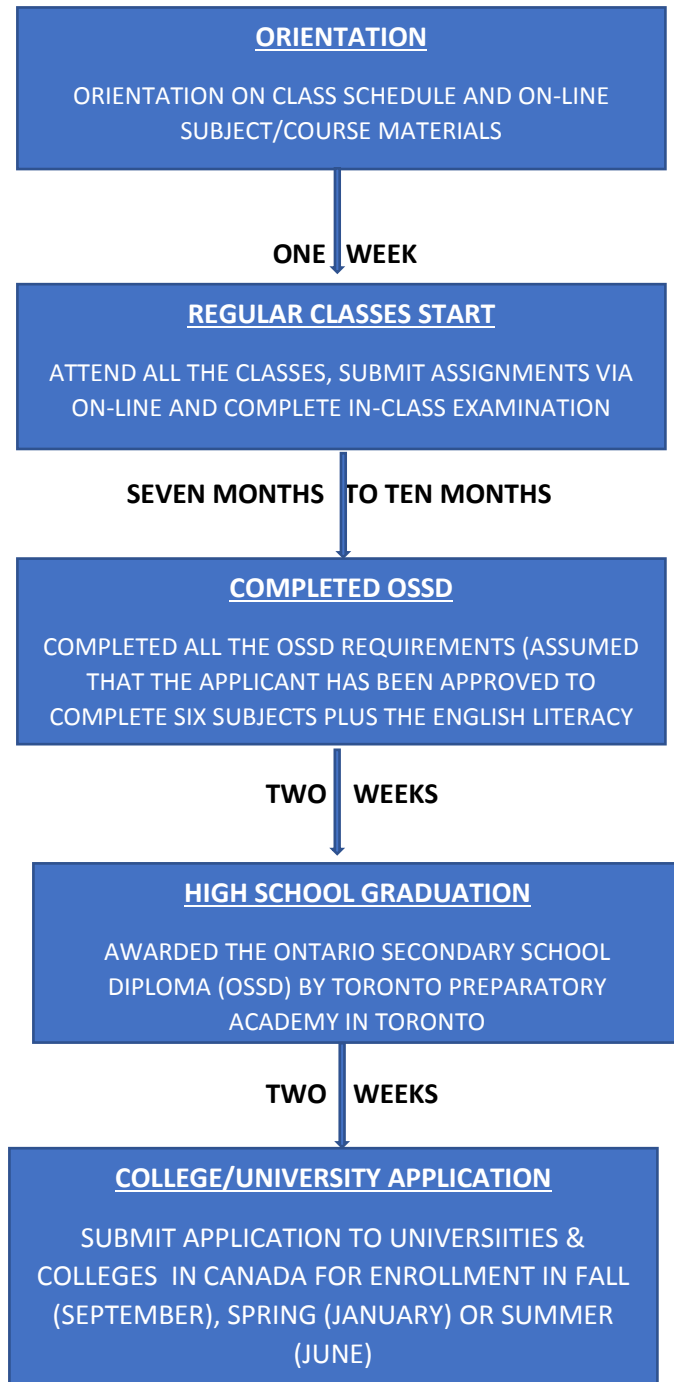 ORIENTATION
ORIENTATION ON CLASS SCHEDULE AND ON-LINE
SUBJECT/COURSE MATERIALS
ONE WEEK
REGULAR CLASSES START
ATTEND ALL THE CLASSES, SUBMIT ASSIGNMENTS VIA
ON-LINE AND COMPLETE IN-CLASS EXAMINATION
SEVEN MONTHS TO TEN MONTHS
COMPLETED OSSD
COMPLETED ALL THE OSSD REQUIREMENTS (ASSUMED
THAT THE APPLICANT HAS BEEN APPROVED TO
COMPLETE SIX SUBJECTS PLUS THE ENGLISH LITERACY
TWO WEEKS
HIGH SCHOOL GRADUATION
AWARDED THE ONTARIO SECONDARY SCHOOL
DIPLOMA (OSSD) BY TORONTO PREPARATORY
ACADEMY IN TORONTO
TWO WEEKS
COLLEGE/UNIVERSITY APPLICATION
SUBMIT APPLICATION TO UNIVERSIITIES &
COLLEGES IN CANADA FOR ENROLLMENT IN FALL
(SEPTEMBER), SPRING (JANUARY) OR SUMMER
(JUNE)